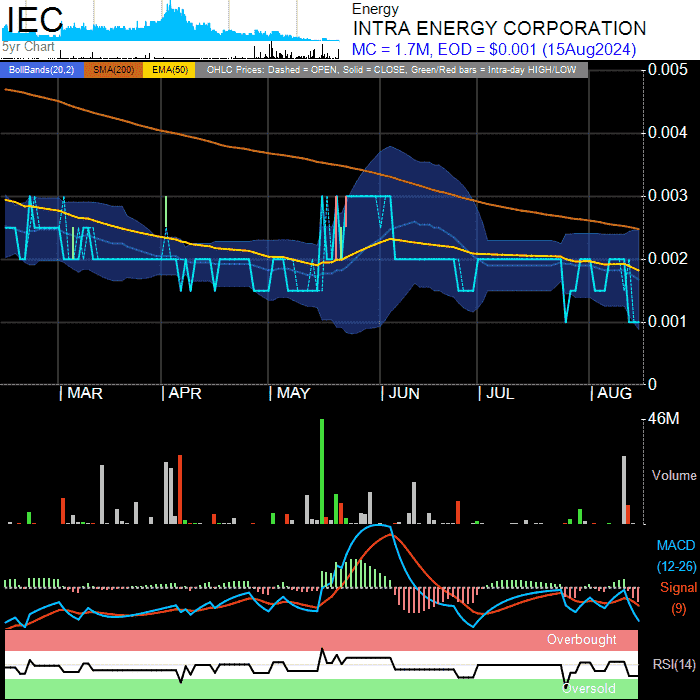 IEC
5yr Chart
Energy
INTRA ENERGY CORPORATION
MC = 1.7M, EOD = $0.001 (15Aug2024)
BollBands(20,2) SMA(200) EMA(50) OHLC Prices: Dashed = OPEN, Solid = CLOSE, Green/Red bars = Intra-day HIGH/LOW
0.005
0.004
0.003
0.002
0.001
0
MAR APR MAY JUN JUL AUG
46M
Volume
MACD
(12-26)
Signal
(9)
Overbought
RSI(14)
Oversold